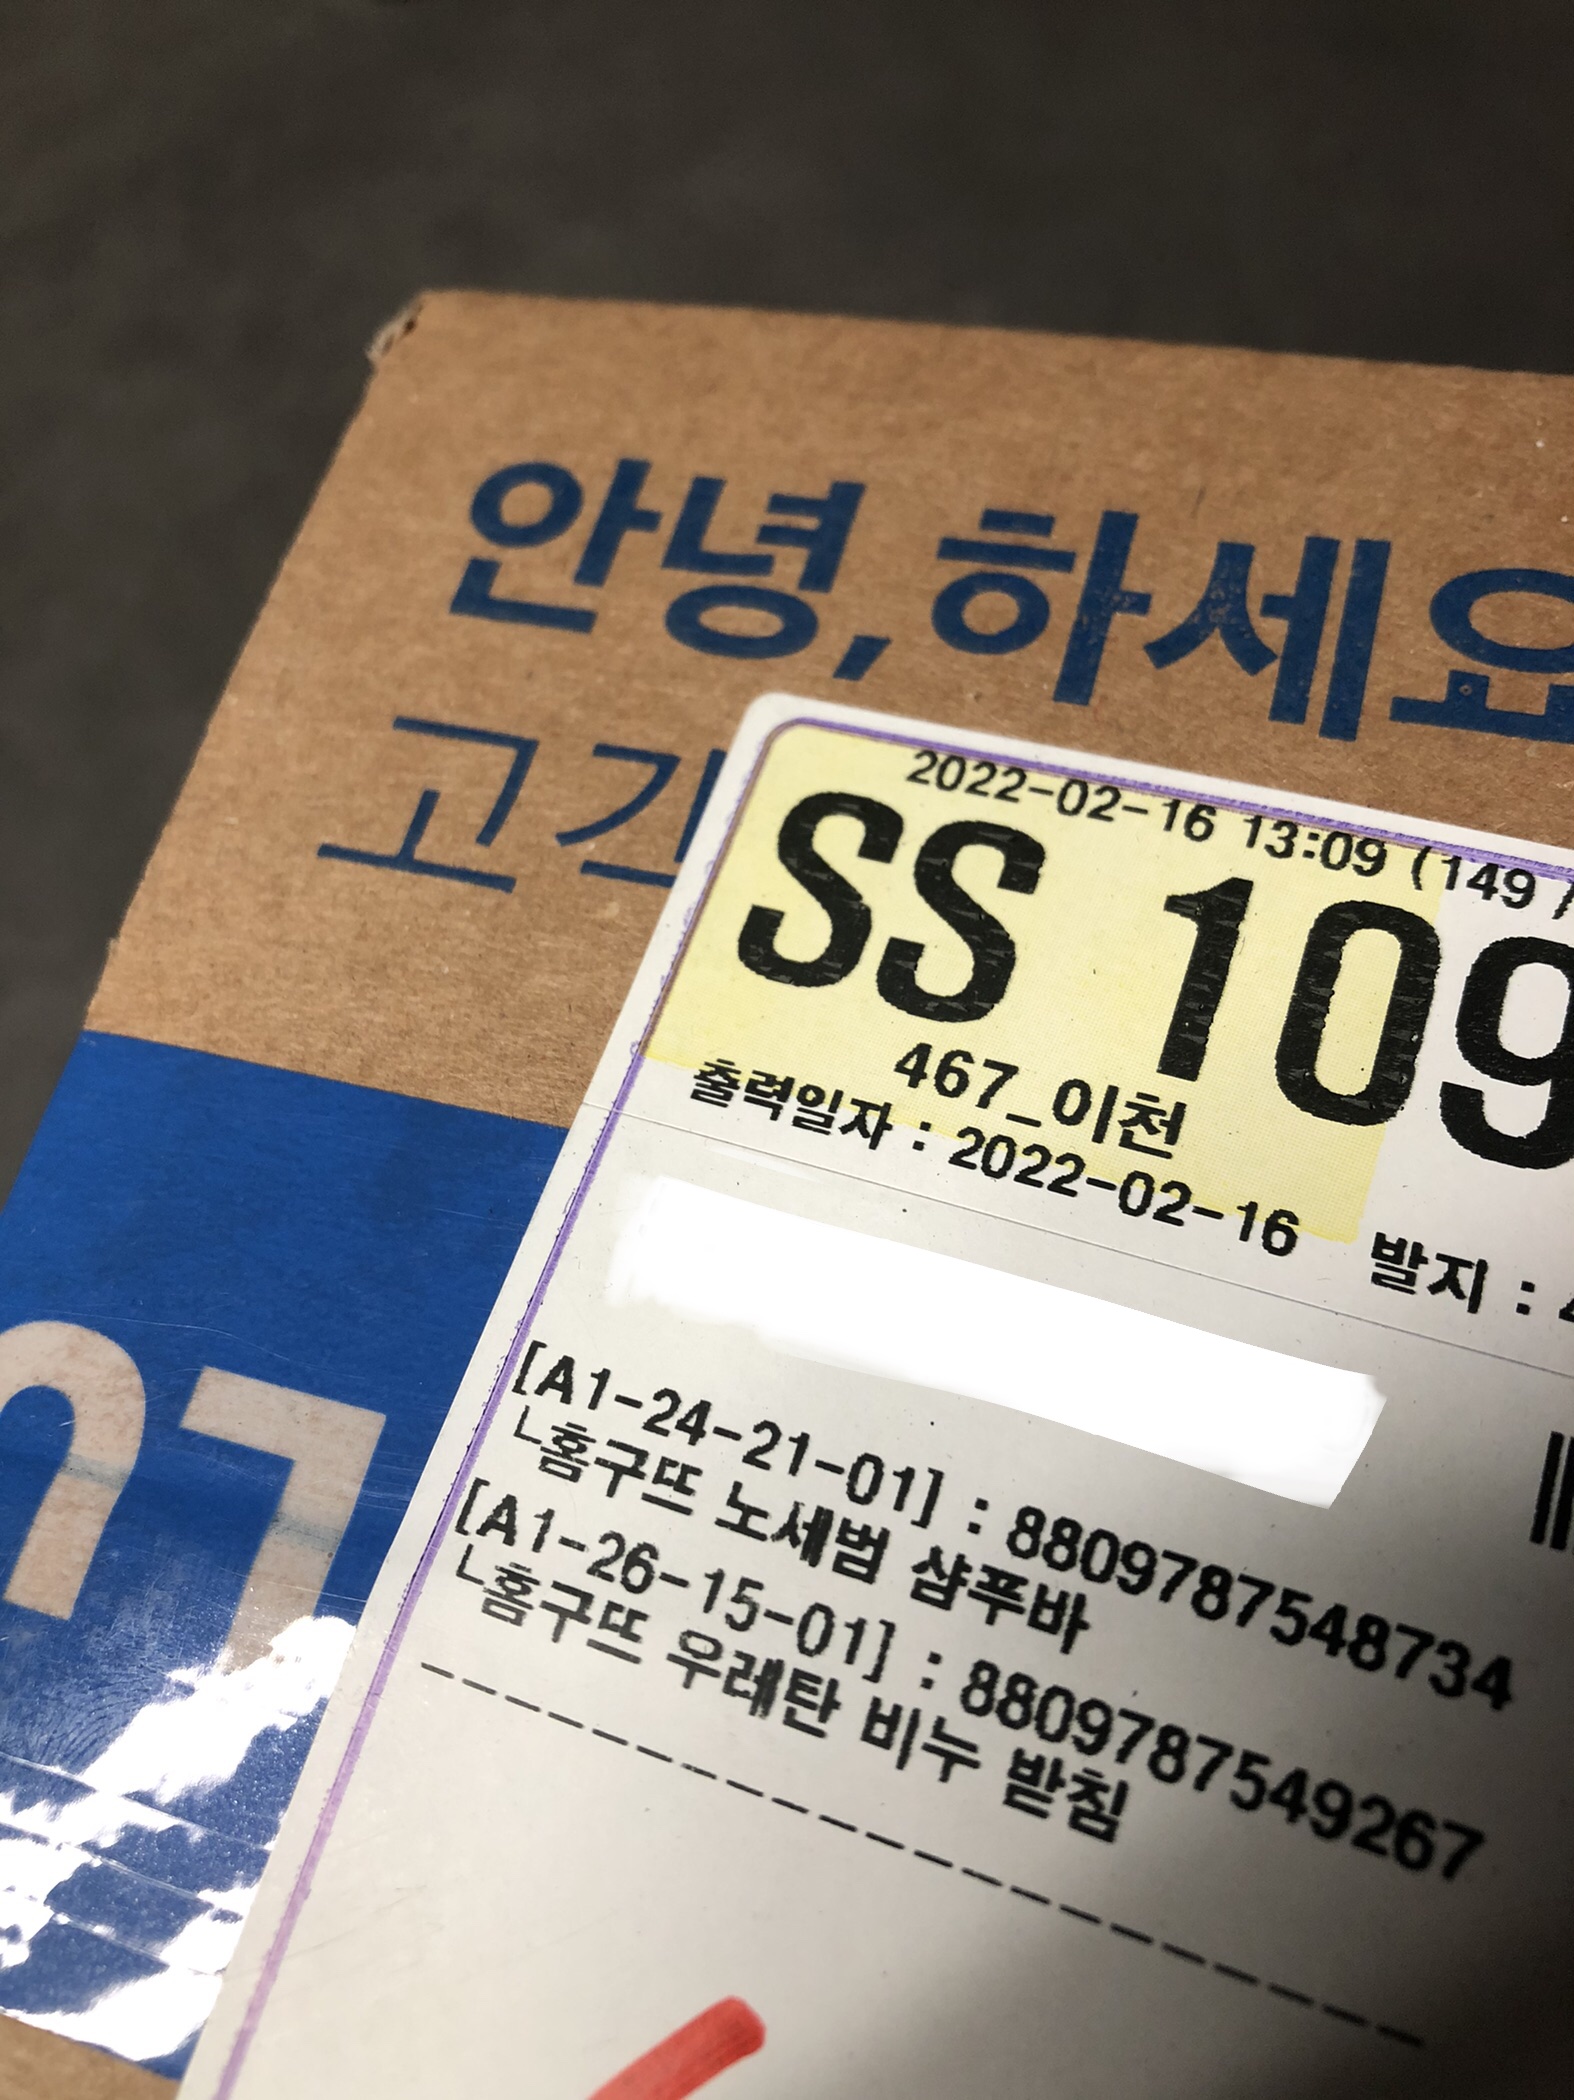 안녕,하세요
고객
2022-02-16 13:09 (149 /
SS 109
467_이천
출력일자 : 2022-02-16 발지 :
[A1-24-21-01] : 8809787548734
└홈구뜨 노세범 샴푸바
[A1-26-15-01] : 8809787549267
└홈구뜨 우레탄 비누 받침